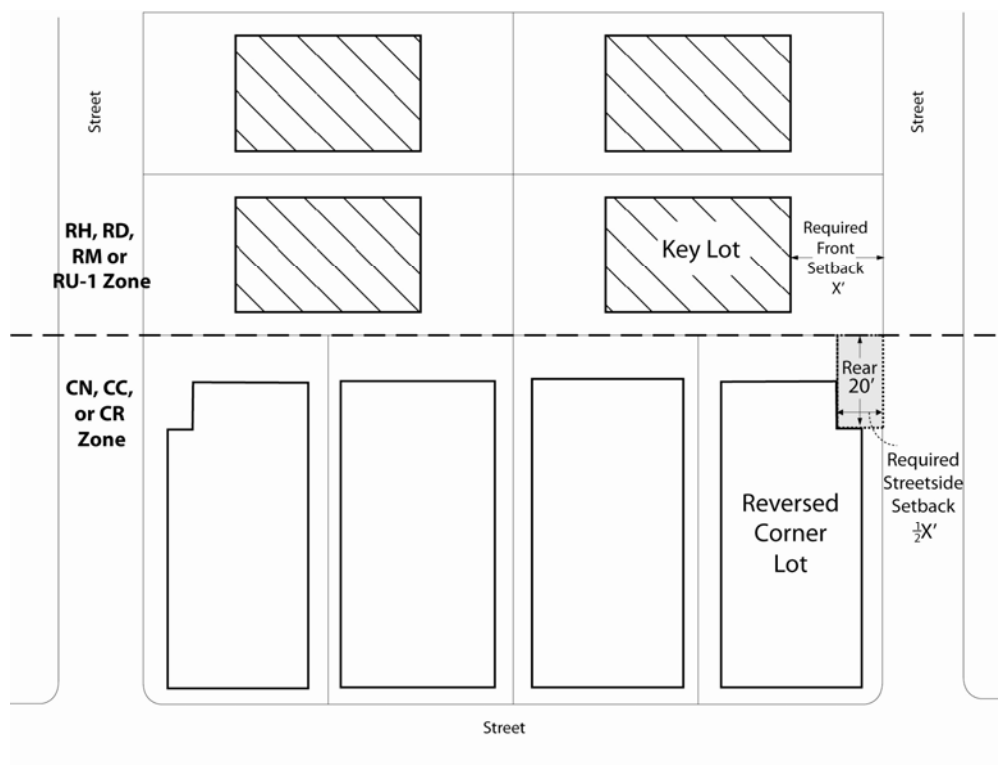 Street
Street
RH, RD,
RM or
RU-1 Zone
Key Lot
Required
Front
Setback
X’
CN, CC,
or CR
Zone
Rear
20’
Required
Streetside
Setback
½X’
Reversed
Corner
Lot
Street